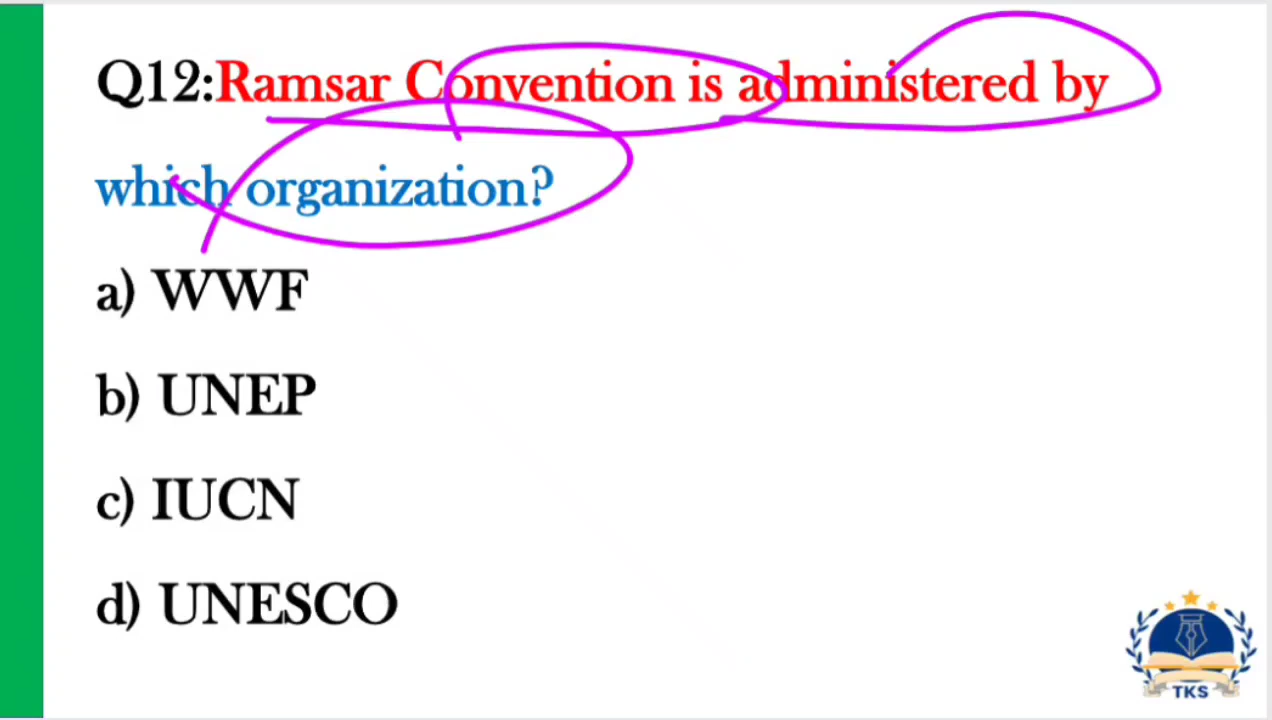 Q12:Ramsar Convention is administered by
which organization?
a) WWF
b) UNEP
c) IUCN
d) UNESCO
TKS